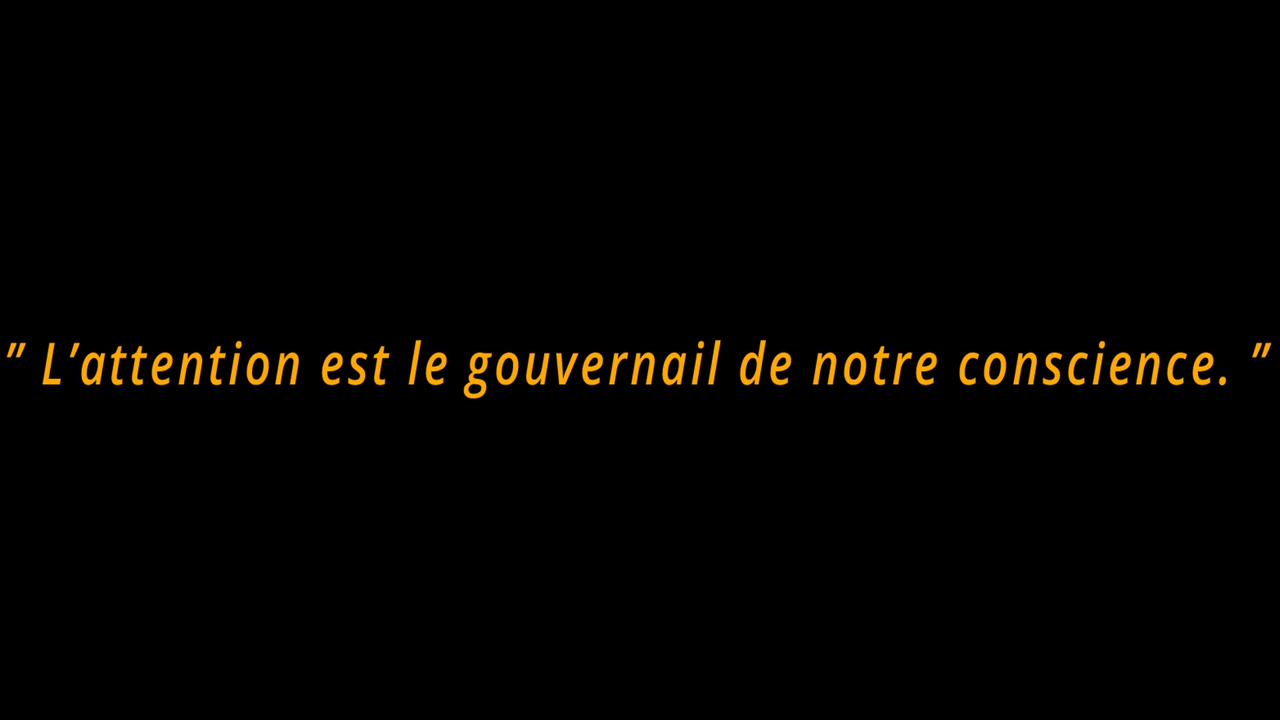 ” L’attention est le gouvernail de notre conscience. ”